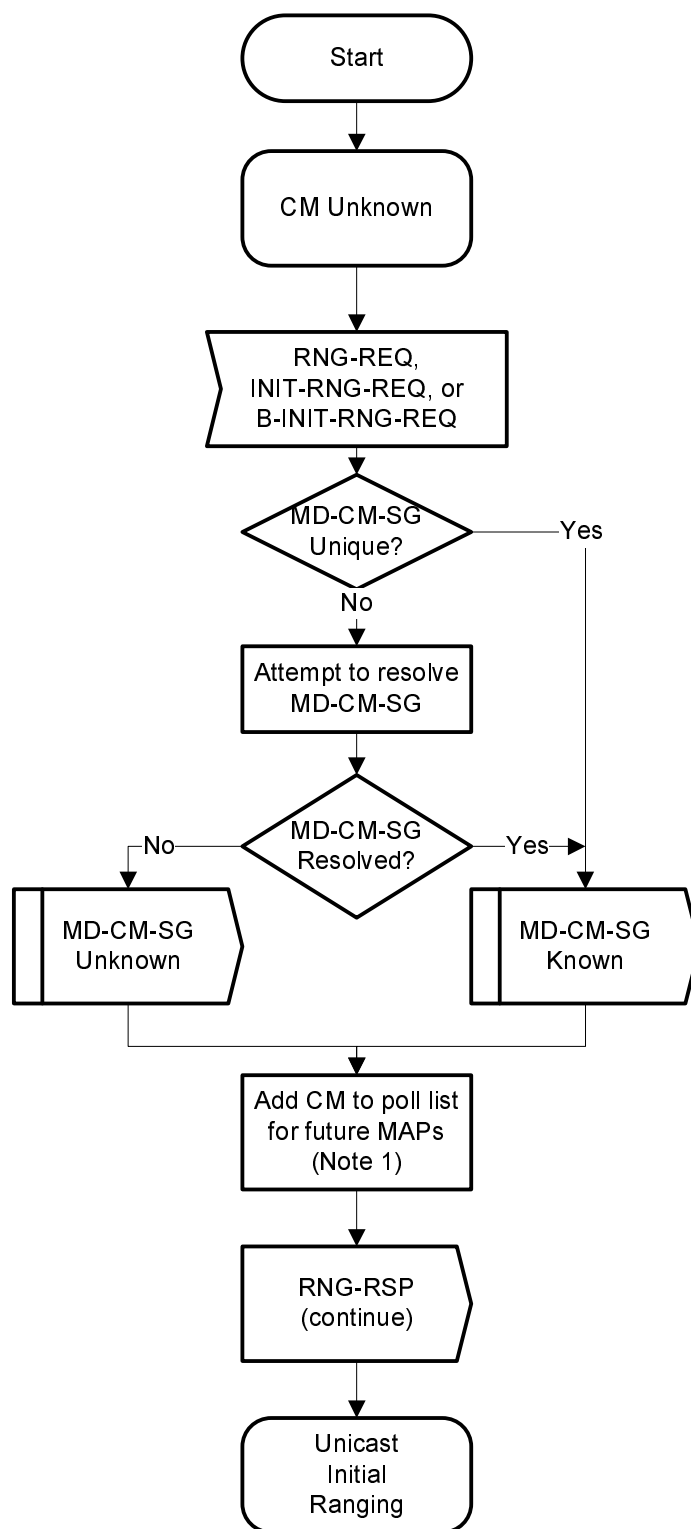 Start
CM Unknown
RNG-REQ,
INIT-RNG-REQ, or
B-INIT-RNG-REQ
MD-CM-SG
Unique?
Yes
No
Attempt to resolve
MD-CM-SG
MD-CM-SG
Resolved?
No
Yes
MD-CM-SG
Unknown
MD-CM-SG
Known
Add CM to poll list
for future MAPs
(Note 1)
RNG-RSP
(continue)
Unicast
Initial
Ranging